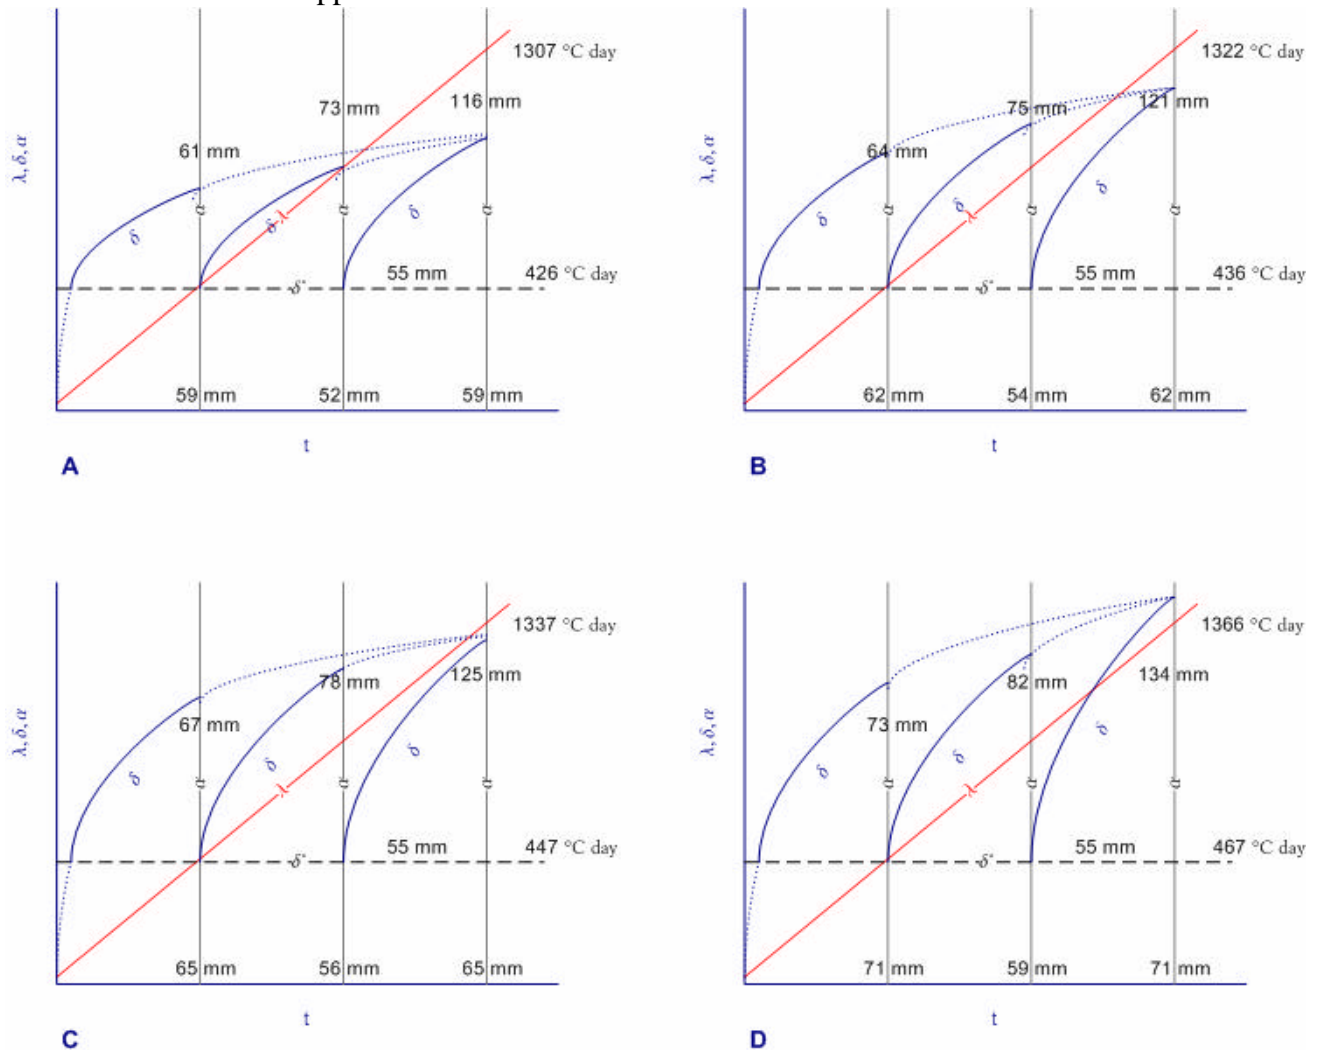 1307 °C day
116 mm
73 mm
61 mm
λ, δ, α
α
α
α
δ
δ
δ
λ
55 mm
426 °C day
δ*
59 mm
52 mm
59 mm
t
A
1322 °C day
121 mm
75 mm
64 mm
λ, δ, α
α
α
α
δ
δ
δ
λ
55 mm
436 °C day
δ*
62 mm
54 mm
62 mm
t
B
1337 °C day
125 mm
78 mm
67 mm
λ, δ, α
δ
δ
δ
α
α
α
λ
55 mm
447 °C day
δ*
65 mm
56 mm
65 mm
t
C
1366 °C day
134 mm
82 mm
73 mm
λ, δ, α
δ
δ
δ
α
α
α
λ
55 mm
467 °C day
δ*
71 mm
59 mm
71 mm
t
D